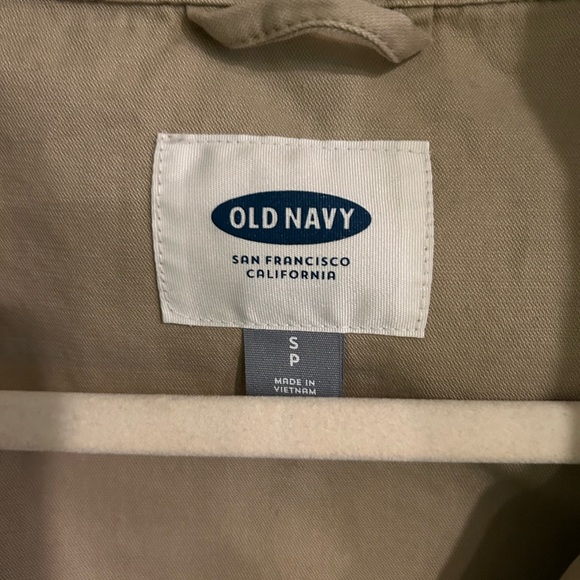 OLD NAVY
SAN FRANCISCO
CALIFORNIA
S
P
MADE IN
VIETNAM